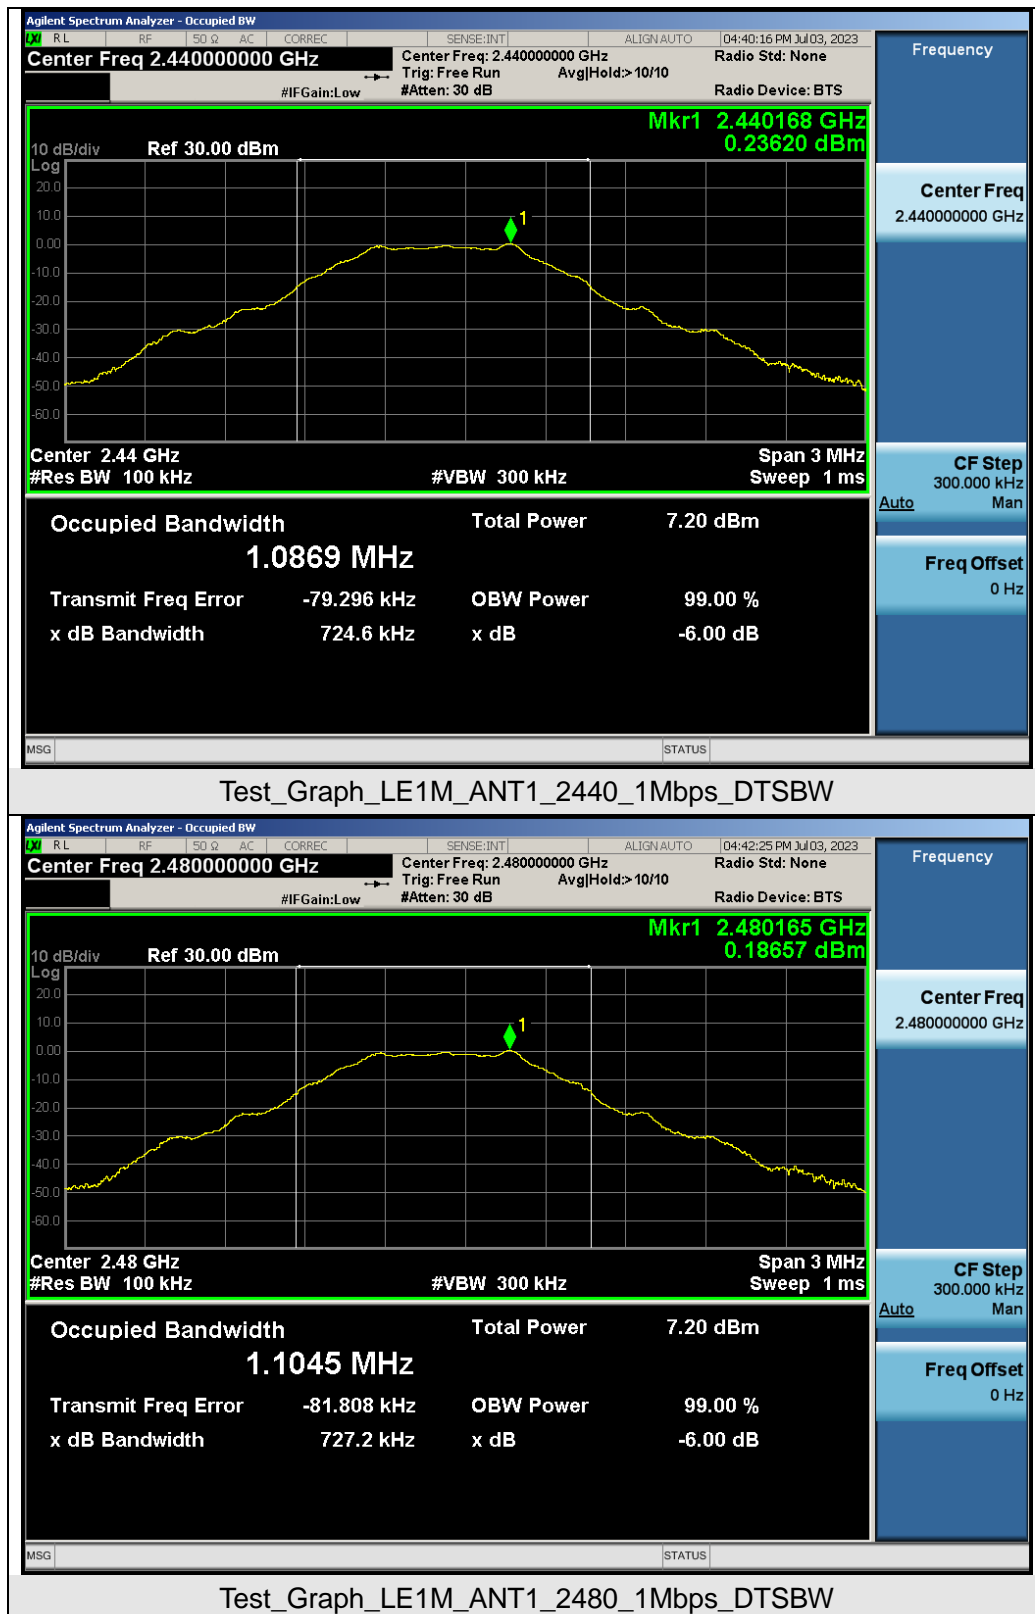 Agilent Spectrum Analyzer - Occupied BW
LXI RL RF 50 Ω AC CORREC SENSE:INT ALIGN AUTO 04:40:16 PM Jul 03, 2023
Center Freq 2.440000000 GHz
Center Freq: 2.440000000 GHz Radio Std: None
Trig: Free Run Avg|Hold:>10/10
#IFGain:Low #Atten: 30 dB Radio Device: BTS
Frequency
Mkr1 2.440168 GHz
0.23620 dBm
10 dB/div Ref 30.00 dBm
Log
20.0
10.0
0.00
-10.0
-20.0
-30.0
-40.0
-50.0
-60.0
1
Center 2.44 GHz Span 3 MHz
#Res BW 100 kHz #VBW 300 kHz Sweep 1 ms
Center Freq
2.440000000 GHz
CF Step
300.000 kHz
Auto Man
Freq Offset
0 Hz
Occupied Bandwidth Total Power 7.20 dBm
1.0869 MHz
Transmit Freq Error -79.296 kHz OBW Power 99.00 %
x dB Bandwidth 724.6 kHz x dB -6.00 dB
MSG STATUS
Test_Graph_LE1M_ANT1_2440_1Mbps_DTSBW
Agilent Spectrum Analyzer - Occupied BW
LXI RL RF 50 Ω AC CORREC SENSE:INT ALIGN AUTO 04:42:25 PM Jul 03, 2023
Center Freq 2.480000000 GHz
Center Freq: 2.480000000 GHz Radio Std: None
Trig: Free Run Avg|Hold:>10/10
#IFGain:Low #Atten: 30 dB Radio Device: BTS
Frequency
Mkr1 2.480165 GHz
0.18657 dBm
10 dB/div Ref 30.00 dBm
Log
20.0
10.0
0.00
-10.0
-20.0
-30.0
-40.0
-50.0
-60.0
1
Center 2.48 GHz Span 3 MHz
#Res BW 100 kHz #VBW 300 kHz Sweep 1 ms
Center Freq
2.480000000 GHz
CF Step
300.000 kHz
Auto Man
Freq Offset
0 Hz
Occupied Bandwidth Total Power 7.20 dBm
1.1045 MHz
Transmit Freq Error -81.808 kHz OBW Power 99.00 %
x dB Bandwidth 727.2 kHz x dB -6.00 dB
MSG STATUS
Test_Graph_LE1M_ANT1_2480_1Mbps_DTSBW